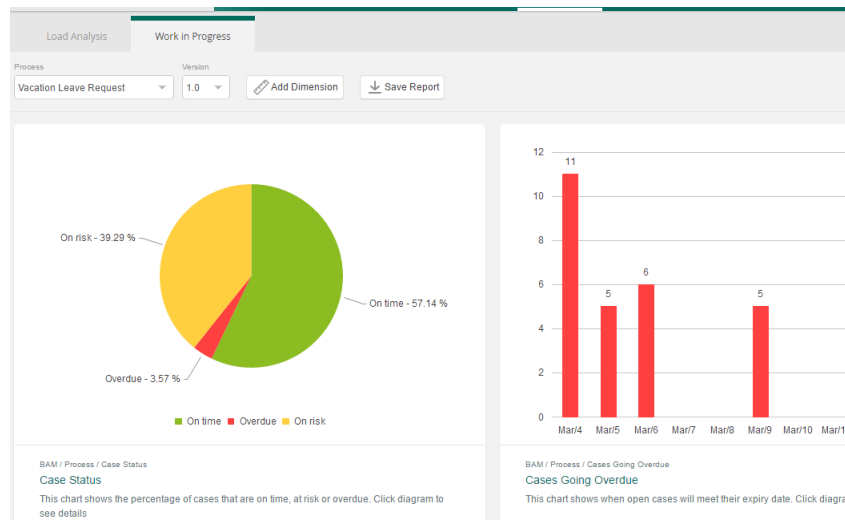 Load Analysis
Work in Progress
Process
Version
Vacation Leave Request
1.0
Add Dimension
Save Report
On risk - 39.29 %
On time - 57.14 %
Overdue - 3.57 %
On time
Overdue
On risk
BAM / Process / Case Status
Case Status
This chart shows the percentage of cases that are on time, at risk or overdue. Click diagram to
see details
12
10
8
6
4
2
0
11
5
6
5
Mar/4
Mar/5
Mar/6
Mar/7
Mar/8
Mar/9
Mar/10
Mar/1
BAM / Process / Cases Going Overdue
Cases Going Overdue
This chart shows when open cases will meet their expiry date. Click diagra